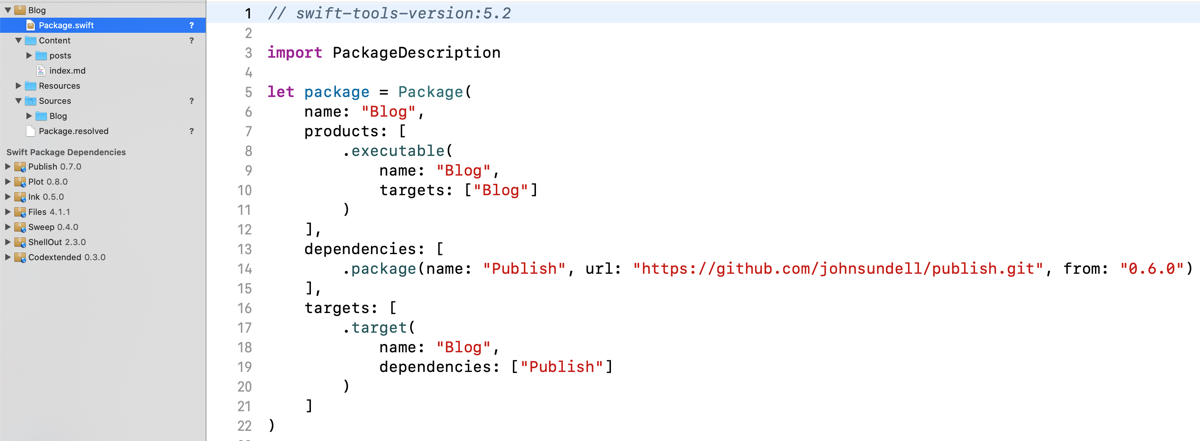 Blog
Package.swift ?
Content ?
posts
index.md
Resources
Sources ?
Blog
Package.resolved ?
Swift Package Dependencies
Publish 0.7.0
Plot 0.8.0
Ink 0.5.0
Files 4.1.1
Sweep 0.4.0
ShellOut 2.3.0
Codextended 0.3.0
1 // swift-tools-version:5.2
2
3 import PackageDescription
4
5 let package = Package(
6     name: "Blog",
7     products: [
8         .executable(
9             name: "Blog",
10             targets: ["Blog"]
11         )
12     ],
13     dependencies: [
14         .package(name: "Publish", url: "https://github.com/johnsundell/publish.git", from: "0.6.0")
15     ],
16     targets: [
17         .target(
18             name: "Blog",
19             dependencies: ["Publish"]
20         )
21     ]
22 )